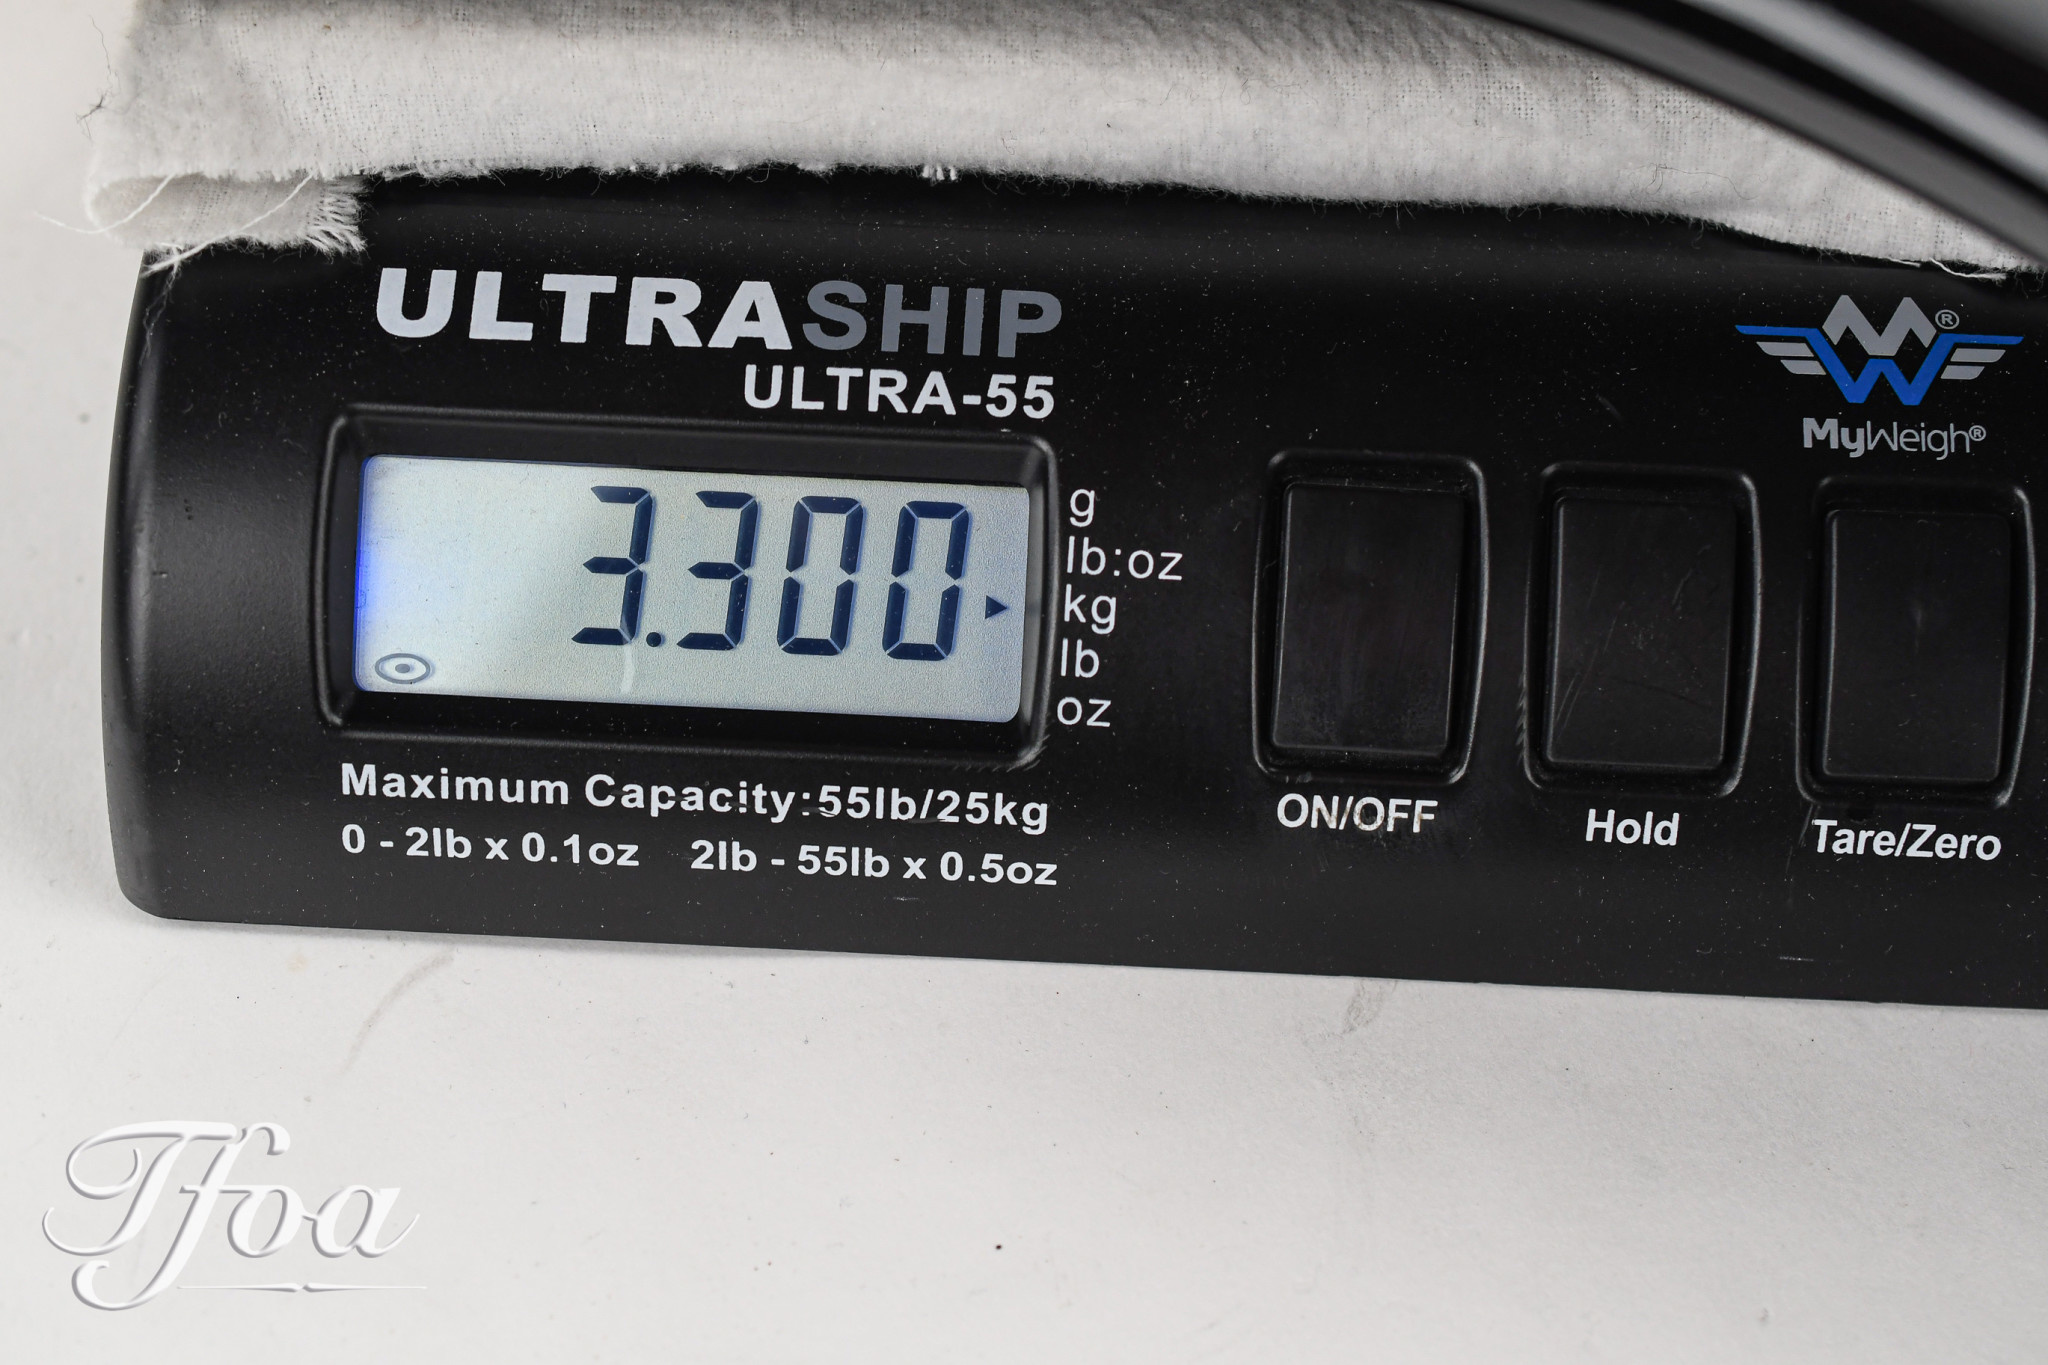 ULTRASHIP
ULTRA-55
MyWeigh®
3.300
g
lb:oz
kg
lb
oz
Maximum Capacity:55lb/25kg
0 - 2lb x 0.1oz 2lb - 55lb x 0.5oz
ON/OFF
Hold
Tare/Zero
Tfoa